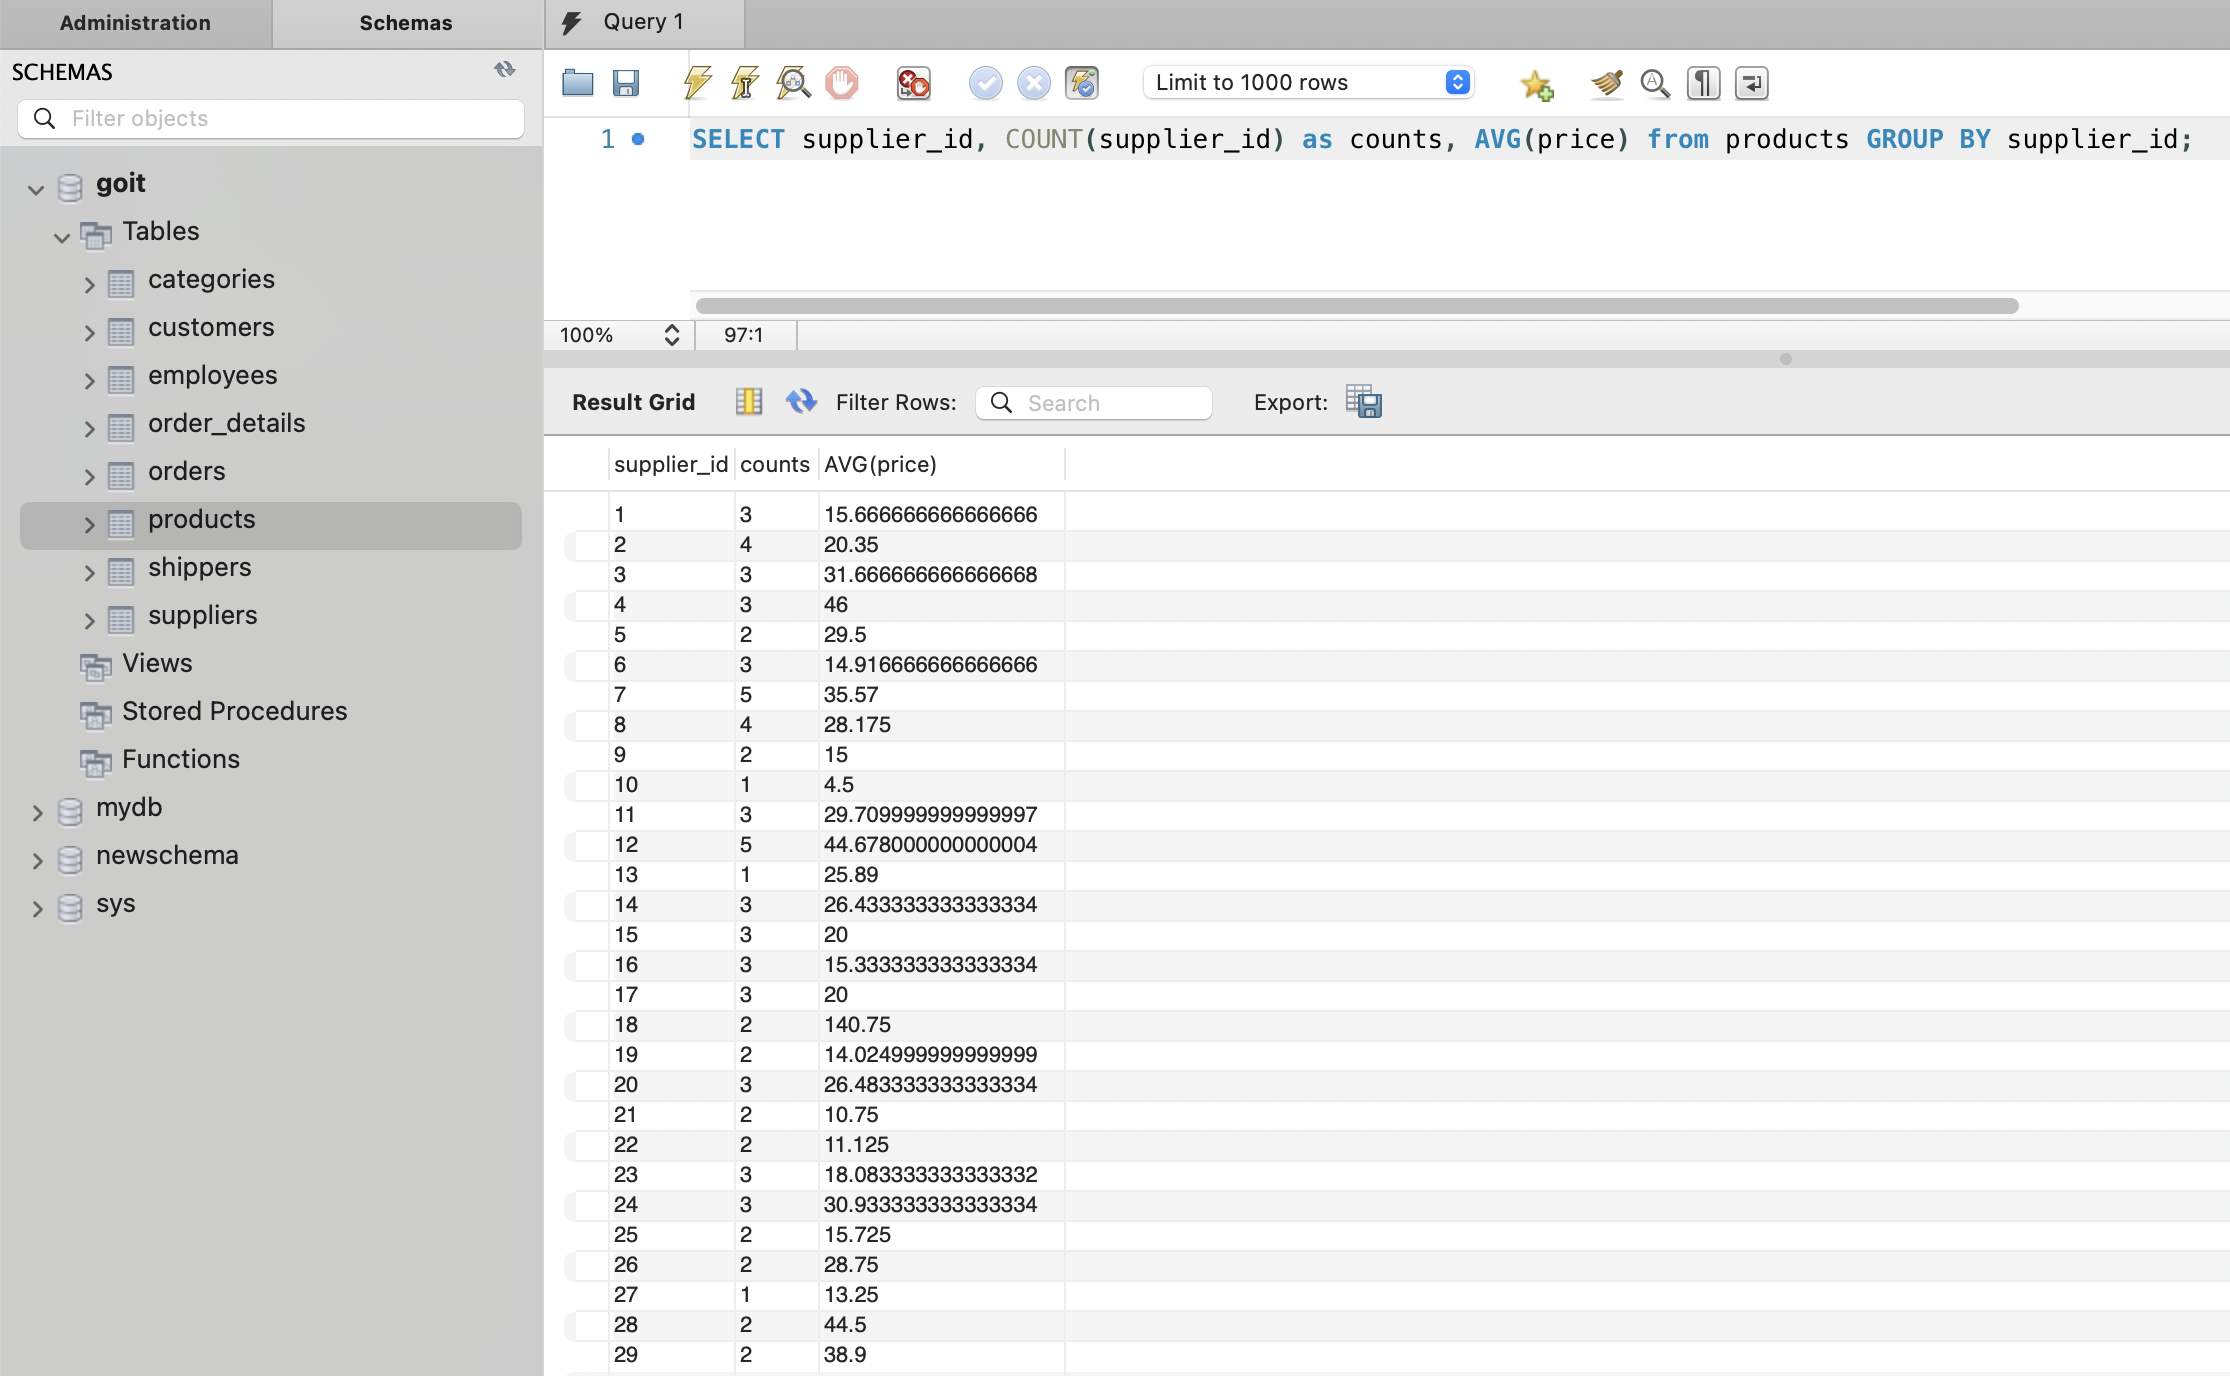 Administration Schemas Query 1
SCHEMAS
Filter objects
goit
Tables
categories
customers
employees
order_details
orders
products
shippers
suppliers
Views
Stored Procedures
Functions
mydb
newschema
sys
Limit to 1000 rows
1 SELECT supplier_id, COUNT(supplier_id) as counts, AVG(price) from products GROUP BY supplier_id;
100% 97:1
Result Grid Filter Rows: Search Export:
supplier_id counts AVG(price)
1 3 15.666666666666666
2 4 20.35
3 3 31.666666666666668
4 3 46
5 2 29.5
6 3 14.916666666666666
7 5 35.57
8 4 28.175
9 2 15
10 1 4.5
11 3 29.709999999999997
12 5 44.678000000000004
13 1 25.89
14 3 26.433333333333334
15 3 20
16 3 15.333333333333334
17 3 20
18 2 140.75
19 2 14.024999999999999
20 3 26.483333333333334
21 2 10.75
22 2 11.125
23 3 18.083333333333332
24 3 30.933333333333334
25 2 15.725
26 2 28.75
27 1 13.25
28 2 44.5
29 2 38.9